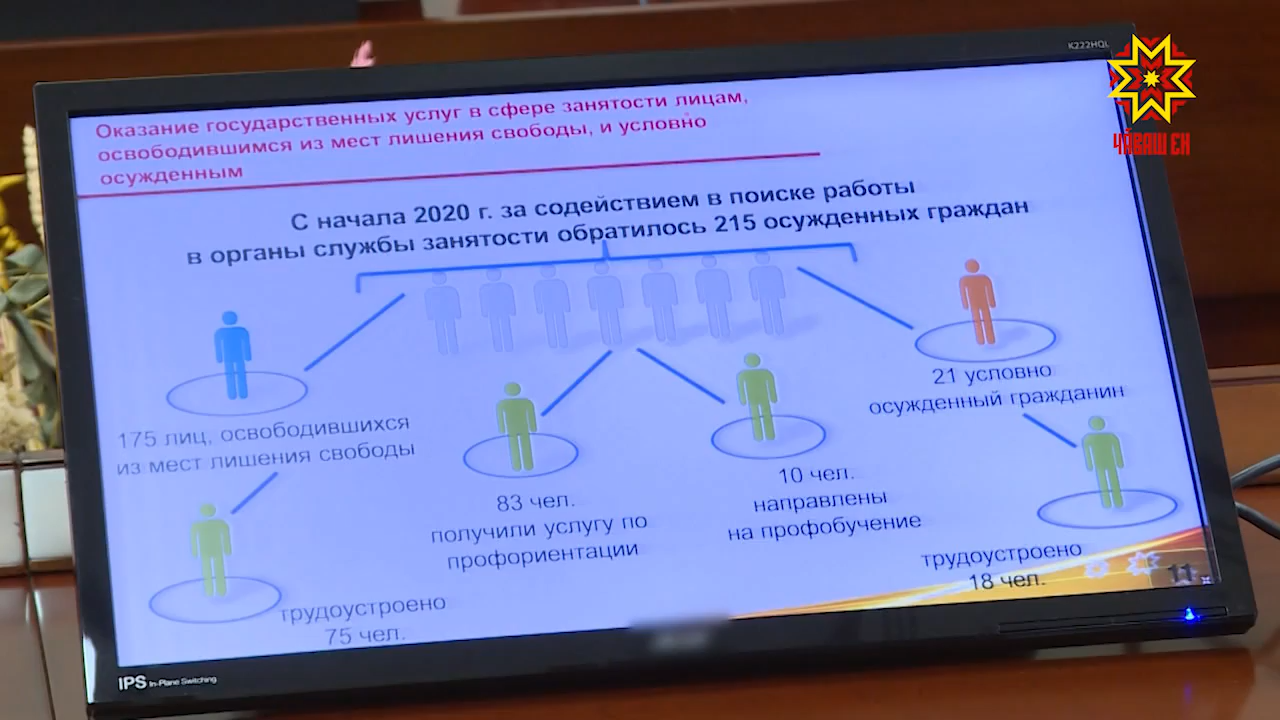 K222HQL
ЧӐВАШ ЕН
Оказание государственных услуг в сфере занятости лицам,
освободившимся из мест лишения свободы, и условно
осужденным
С начала 2020 г. за содействием в поиске работы
в органы службы занятости обратилось 215 осужденных граждан
175 лиц, освободившихся
из мест лишения свободы
83 чел.
получили услугу по
профориентации
10 чел.
направлены
на профобучение
21 условно
осужденный гражданин
трудоустроено
75 чел.
трудоустроено
18 чел.
11
IPS In-Plane Switching